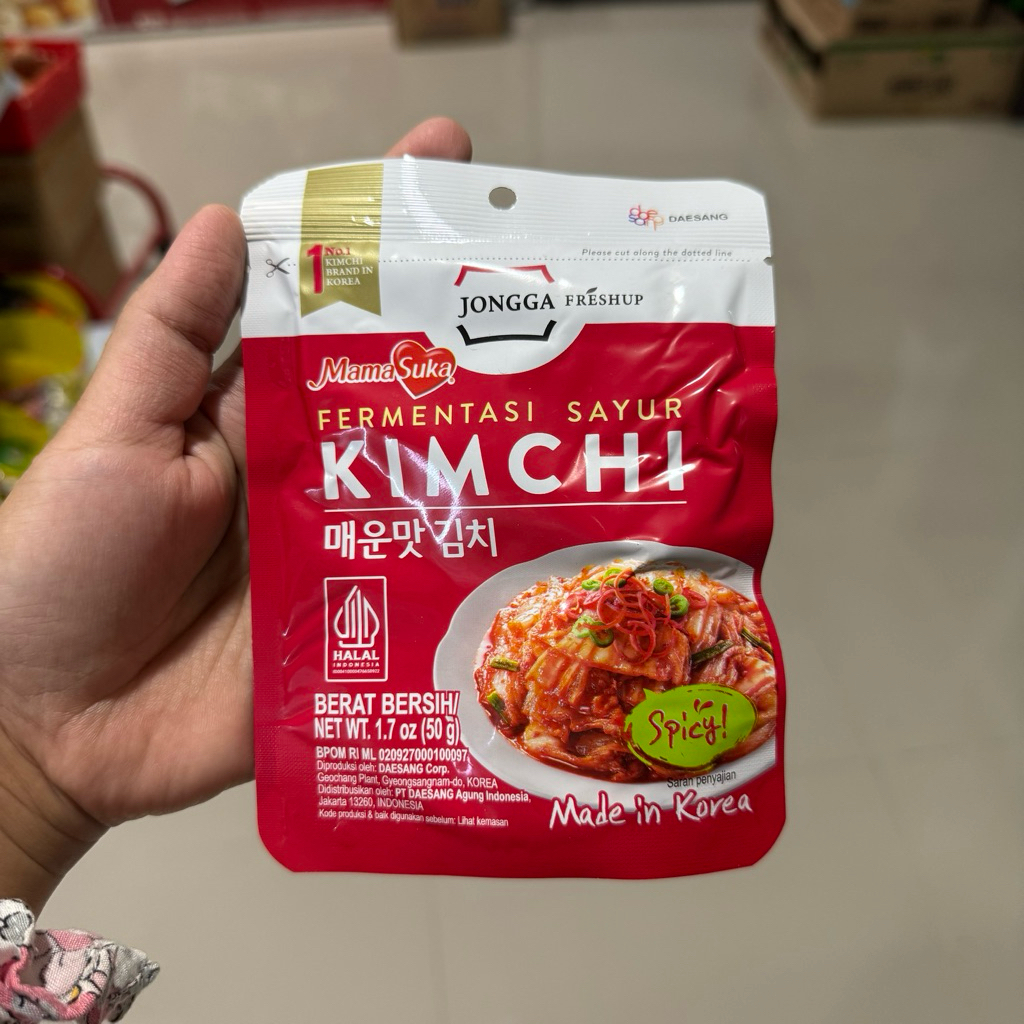 DAESANG
Please cut along the dotted line
1 No.1
KIMCHI
BRAND IN
KOREA
JONGGA FRESHUP
MamaSuka
FERMENTASI SAYUR
KIMCHI
매운맛 김치
HALAL
INDONESIA
Spicy!
BERAT BERSIH/
NET WT. 1.7 oz (50 g)
BPOM RI ML 020927000100097
Diproduksi oleh: DAESANG Corp.
Geochang Plant, Gyeongsangnam-do, KOREA
Didistribusikan oleh: PT DAESANG Agung Indonesia,
Jakarta 13260, INDONESIA
Kode produksi & baik digunakan sebelum: Lihat kemasan
Saran penyajian
Made in Korea